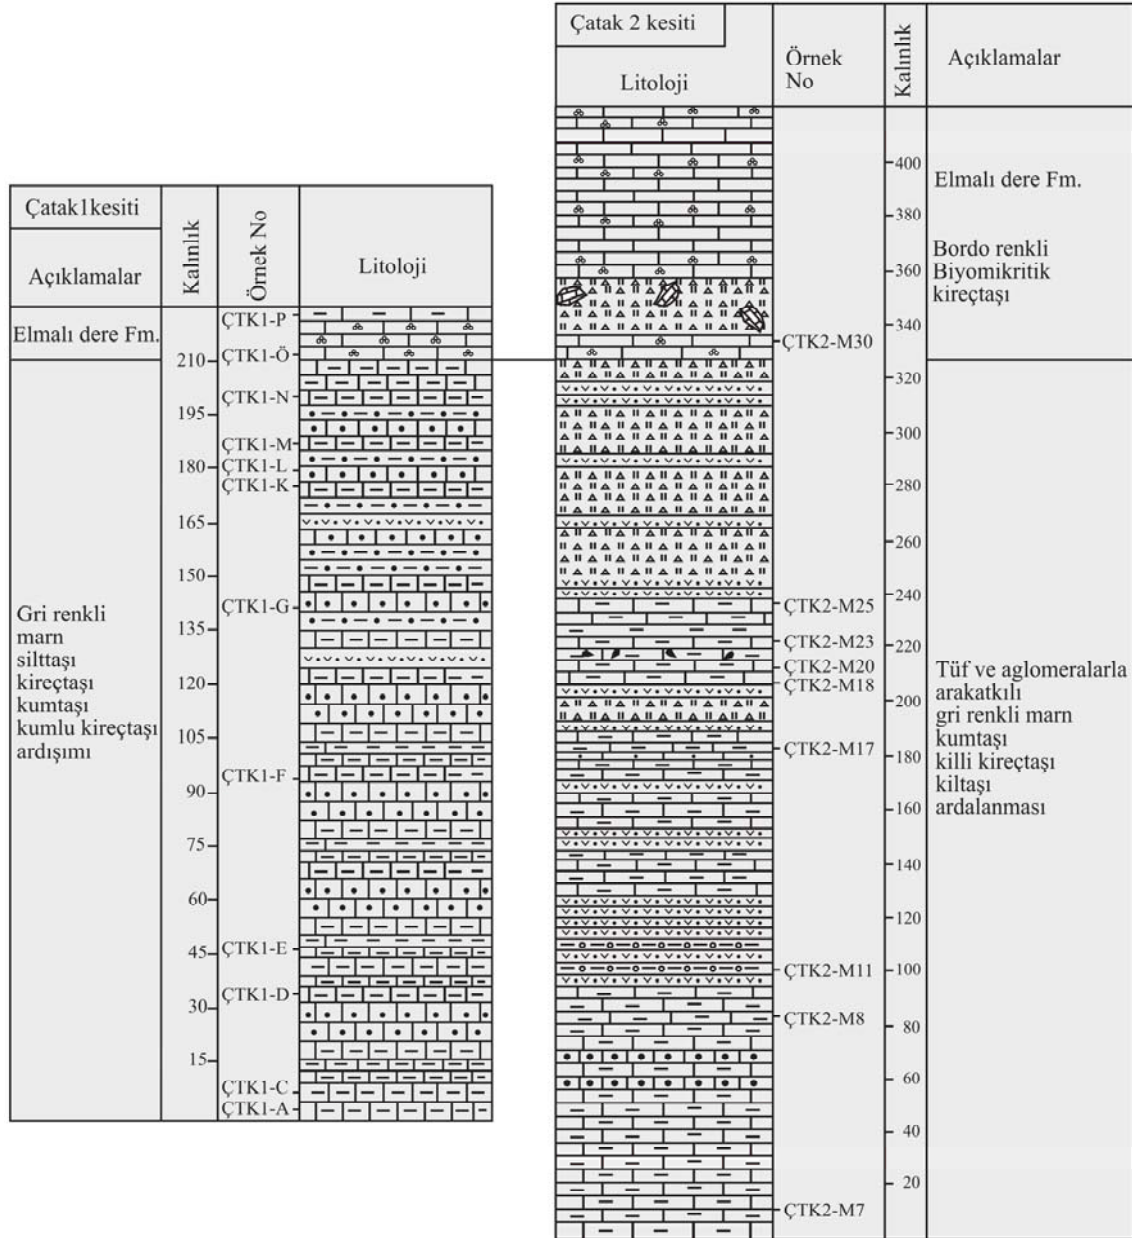 Çatak1kesiti
Açıklamalar
Kalınlık
Örnek No
Litoloji
Elmalı dere Fm.
Gri renkli
marn
silttaşı
kireçtaşı
kumtaşı
kumlu kireçtaşı
ardışımı
210
195
180
165
150
135
120
105
90
75
60
45
30
15
ÇTK1-P
ÇTK1-Ö
ÇTK1-N
ÇTK1-M
ÇTK1-L
ÇTK1-K
ÇTK1-G
ÇTK1-F
ÇTK1-E
ÇTK1-D
ÇTK1-C
ÇTK1-A
Çatak 2 kesiti
Litoloji
Örnek
No
Kalınlık
Açıklamalar
ÇTK2-M30
ÇTK2-M25
ÇTK2-M23
ÇTK2-M20
ÇTK2-M18
ÇTK2-M17
ÇTK2-M11
ÇTK2-M8
ÇTK2-M7
400
380
360
340
320
300
280
260
240
220
200
180
160
140
120
100
80
60
40
20
Elmalı dere Fm.
Bordo renkli
Biyomikritik
kireçtaşı
Tüf ve aglomeralarla
arakatkılı
gri renkli marn
kumtaşı
killi kireçtaşı
kiltaşı
ardalanması